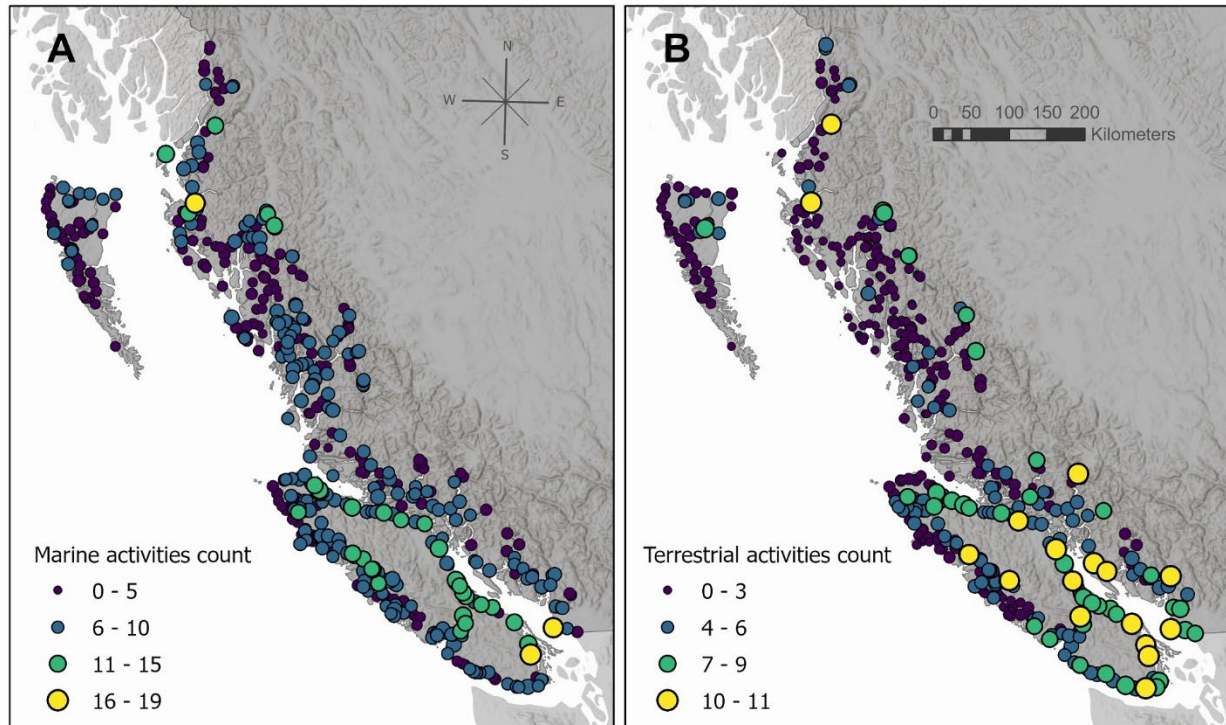 A
N
W E
S
Marine activities count
0 - 5
6 - 10
11 - 15
16 - 19
B
0 50 100 150 200
Kilometers
Terrestrial activities count
0 - 3
4 - 6
7 - 9
10 - 11